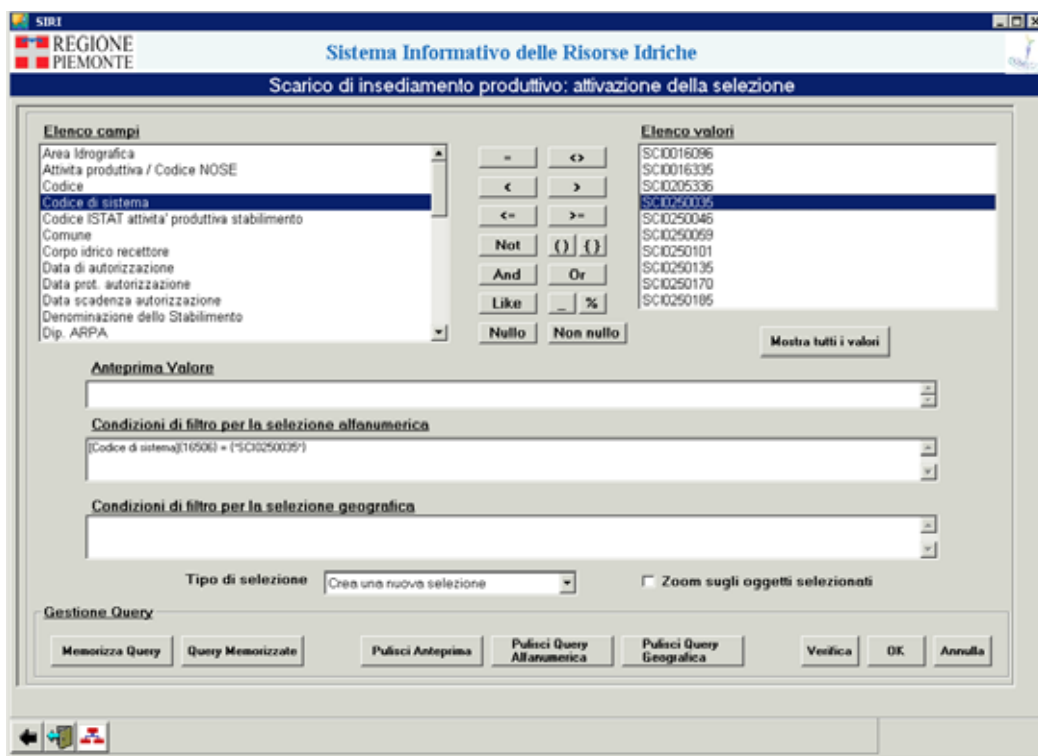 SIRI
REGIONE
PIEMONTE
Sistema Informativo delle Risorse Idriche
Scarico di insediamento produttivo: attivazione della selezione
Elenco campi
Area Idrografica
Attivita produttiva / Codice NOSE
Codice
Codice di sistema
Codice ISTAT attivita' produttiva stabilimento
Comune
Corpo idrico recettore
Data di autorizzazione
Data prot. autorizzazione
Data scadenza autorizzazione
Denominazione dello Stabilimento
Dip. ARPA
= <>
< >
<= >=
Not () {}
And Or
Like _ %
Nullo Non nullo
Elenco valori
SCI0016096
SCI0016335
SCI0205336
SCI0250035
SCI0250046
SCI0250059
SCI0250101
SCI0250135
SCI0250170
SCI0250185
Mostra tutti i valori
Anteprima Valore
Condizioni di filtro per la selezione alfanumerica
[Codice di sistema]{16506} = {"SCI0250035"}
Condizioni di filtro per la selezione geografica
Tipo di selezione Crea una nuova selezione Zoom sugli oggetti selezionati
Gestione Query
Memorizza Query Query Memorizzate Pulisci Anteprima Pulisci Query Alfanumerica Pulisci Query Geografica Verifica OK Annulla